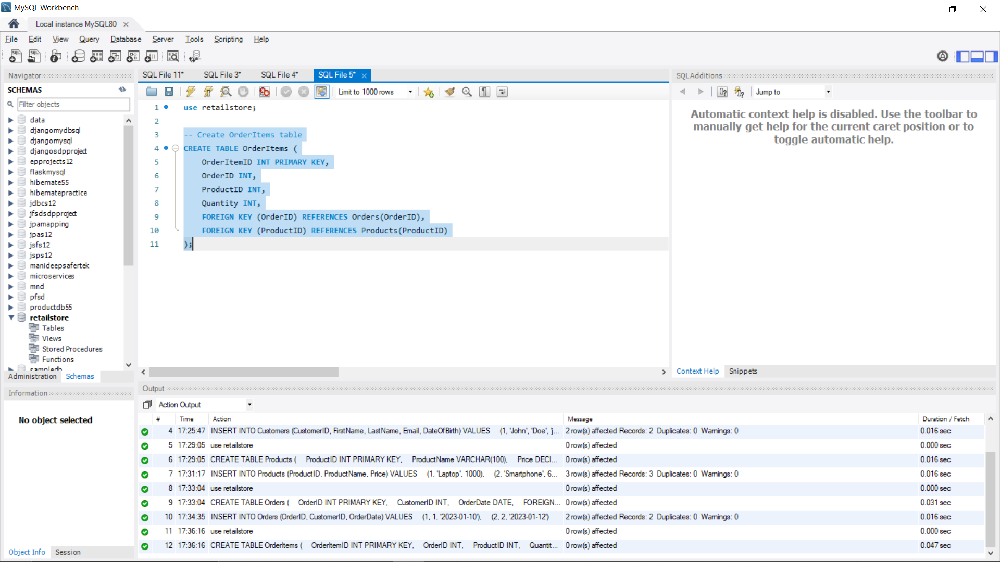 MySQL Workbench
Local instance MySQL80
File Edit View Query Database Server Tools Scripting Help
Navigator
SCHEMAS
Filter objects
data
djangomydbsql
djangomysql
djangosdpproject
epprojects12
flaskmysql
hibernate55
hibernatepractice
jdbcs12
jfsdsdpproject
jpamapping
jpas12
jsfs12
jsps12
manideepsafertek
microservices
mnd
pfsd
productdb55
retailstore
Tables
Views
Stored Procedures
Functions
sampledb
Administration Schemas
Information
No object selected
Object Info Session
SQL File 11* SQL File 3* SQL File 4* SQL File 5*
Limit to 1000 rows
1 use retailstore;
2
3 -- Create OrderItems table
4 CREATE TABLE OrderItems (
5 OrderItemID INT PRIMARY KEY,
6 OrderID INT,
7 ProductID INT,
8 Quantity INT,
9 FOREIGN KEY (OrderID) REFERENCES Orders(OrderID),
10 FOREIGN KEY (ProductID) REFERENCES Products(ProductID)
11 );
SQLAdditions
Jump to
Automatic context help is disabled. Use the toolbar to
manually get help for the current caret position or to
toggle automatic help.
Context Help Snippets
Output
Action Output
# Time Action Message Duration / Fetch
4 17:25:47 INSERT INTO Customers (CustomerID, FirstName, LastName, Email, DateOfBirth) VALUES (1, 'John', 'Doe', 'j... 2 row(s) affected Records: 2 Duplicates: 0 Warnings: 0 0.016 sec
5 17:29:05 use retailstore 0 row(s) affected 0.000 sec
6 17:29:05 CREATE TABLE Products ( ProductID INT PRIMARY KEY, ProductName VARCHAR(100), Price DECI... 0 row(s) affected 0.016 sec
7 17:31:17 INSERT INTO Products (ProductID, ProductName, Price) VALUES (1, 'Laptop', 1000), (2, 'Smartphone', 6... 3 row(s) affected Records: 3 Duplicates: 0 Warnings: 0 0.016 sec
8 17:33:04 use retailstore 0 row(s) affected 0.000 sec
9 17:33:04 CREATE TABLE Orders ( OrderID INT PRIMARY KEY, CustomerID INT, OrderDate DATE, FOREIGN... 0 row(s) affected 0.031 sec
10 17:34:35 INSERT INTO Orders (OrderID, CustomerID, OrderDate) VALUES (1, 1, '2023-01-10'), (2, 2, '2023-01-12') 2 row(s) affected Records: 2 Duplicates: 0 Warnings: 0 0.016 sec
11 17:36:16 use retailstore 0 row(s) affected 0.000 sec
12 17:36:16 CREATE TABLE OrderItems ( OrderItemID INT PRIMARY KEY, OrderID INT, ProductID INT, Quantit... 0 row(s) affected 0.047 sec